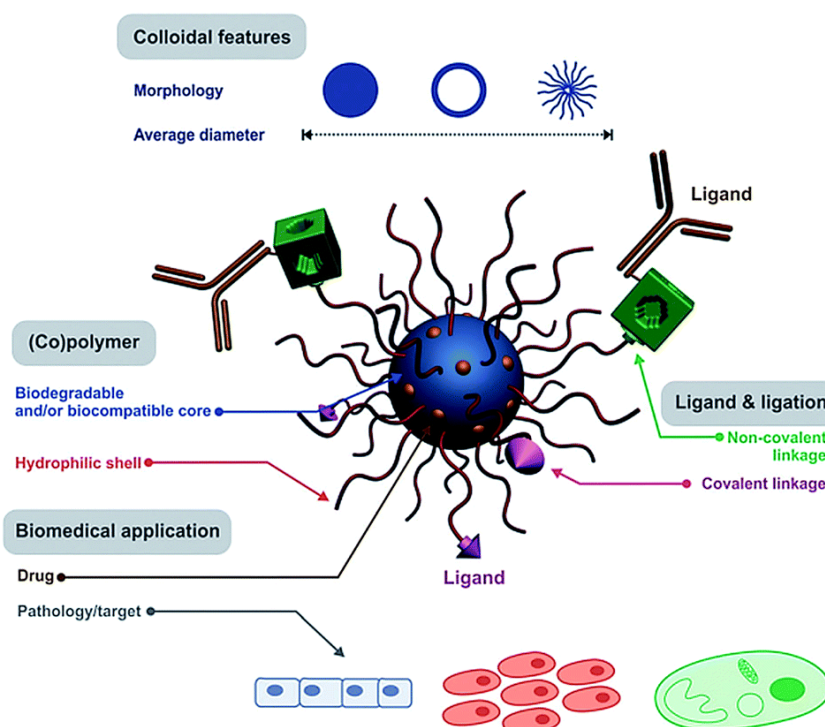 Colloidal features
Morphology
Average diameter
Ligand
(Co)polymer
Biodegradable
and/or biocompatible core
Ligand & ligation
Non-covalent
linkage
Hydrophilic shell
Covalent linkage
Biomedical application
Drug
Ligand
Pathology/target